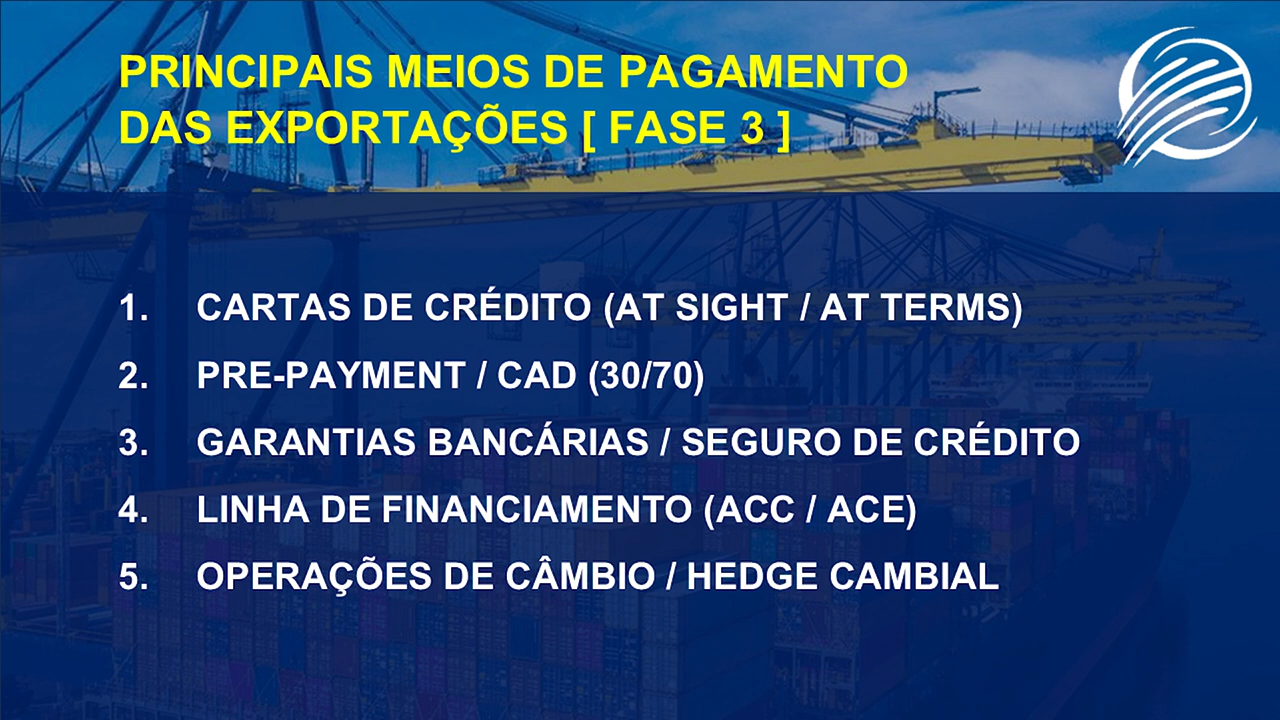 PRINCIPAIS MEIOS DE PAGAMENTO
DAS EXPORTAÇÕES [ FASE 3 ]
1. CARTAS DE CRÉDITO (AT SIGHT / AT TERMS)
2. PRE-PAYMENT / CAD (30/70)
3. GARANTIAS BANCÁRIAS / SEGURO DE CRÉDITO
4. LINHA DE FINANCIAMENTO (ACC / ACE)
5. OPERAÇÕES DE CÂMBIO / HEDGE CAMBIAL